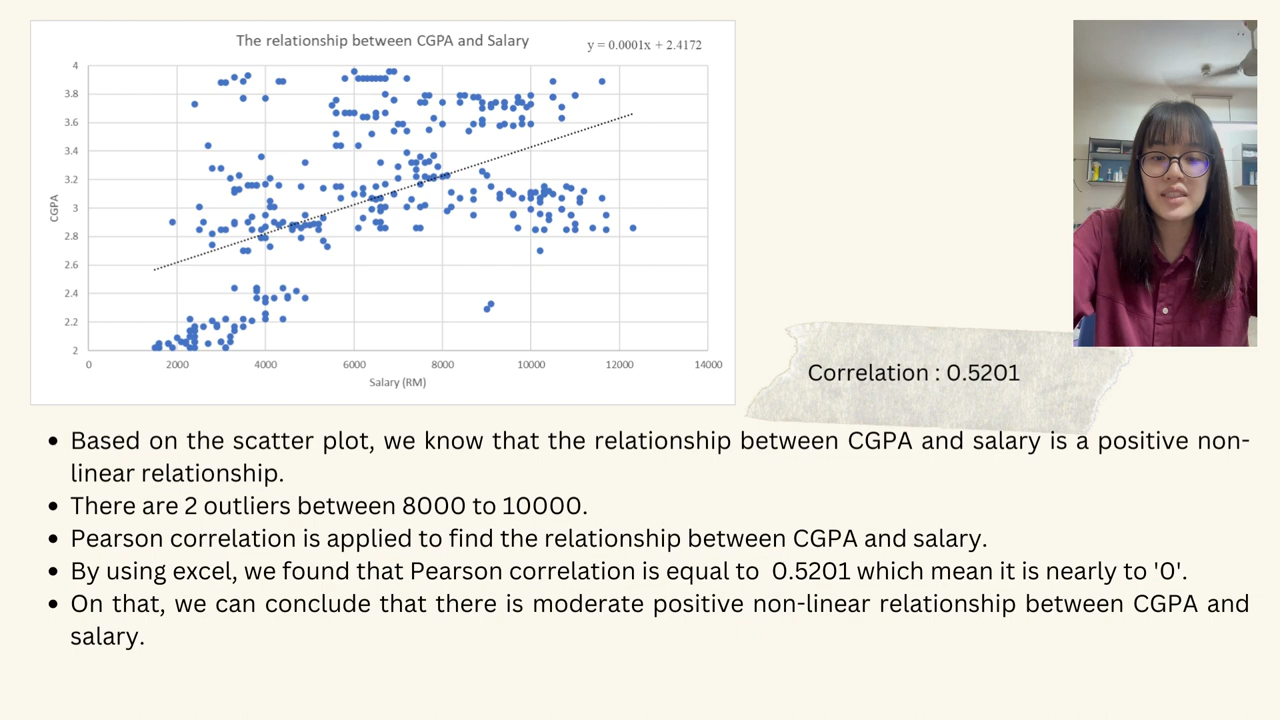 The relationship between CGPA and Salary
y = 0.0001x + 2.4172
4
3.8
3.6
3.4
3.2
3
2.8
2.6
2.4
2.2
2
CGPA
0 2000 4000 6000 8000 10000 12000 14000
Salary (RM)
Correlation : 0.5201
• Based on the scatter plot, we know that the relationship between CGPA and salary is a positive non-
linear relationship.
• There are 2 outliers between 8000 to 10000.
• Pearson correlation is applied to find the relationship between CGPA and salary.
• By using excel, we found that Pearson correlation is equal to  0.5201 which mean it is nearly to '0'.
• On that, we can conclude that there is moderate positive non-linear relationship between CGPA and
salary.